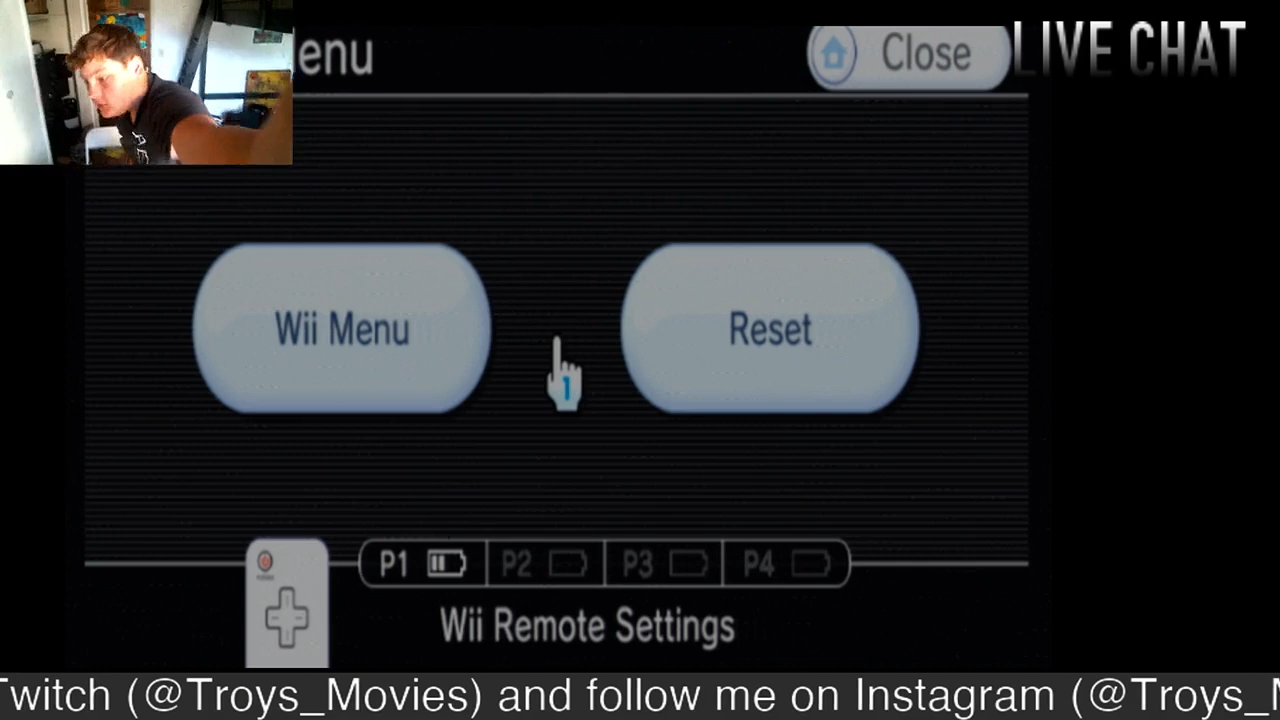 enu
Close
LIVE CHAT
Wii Menu
Reset
1
P1 P2 P3 P4
Wii Remote Settings
Twitch (@Troys_Movies) and follow me on Instagram (@Troys_